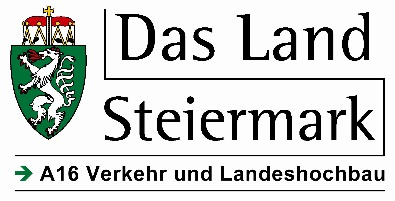 Das Land
Steiermark
➔ A16 Verkehr und Landeshochbau